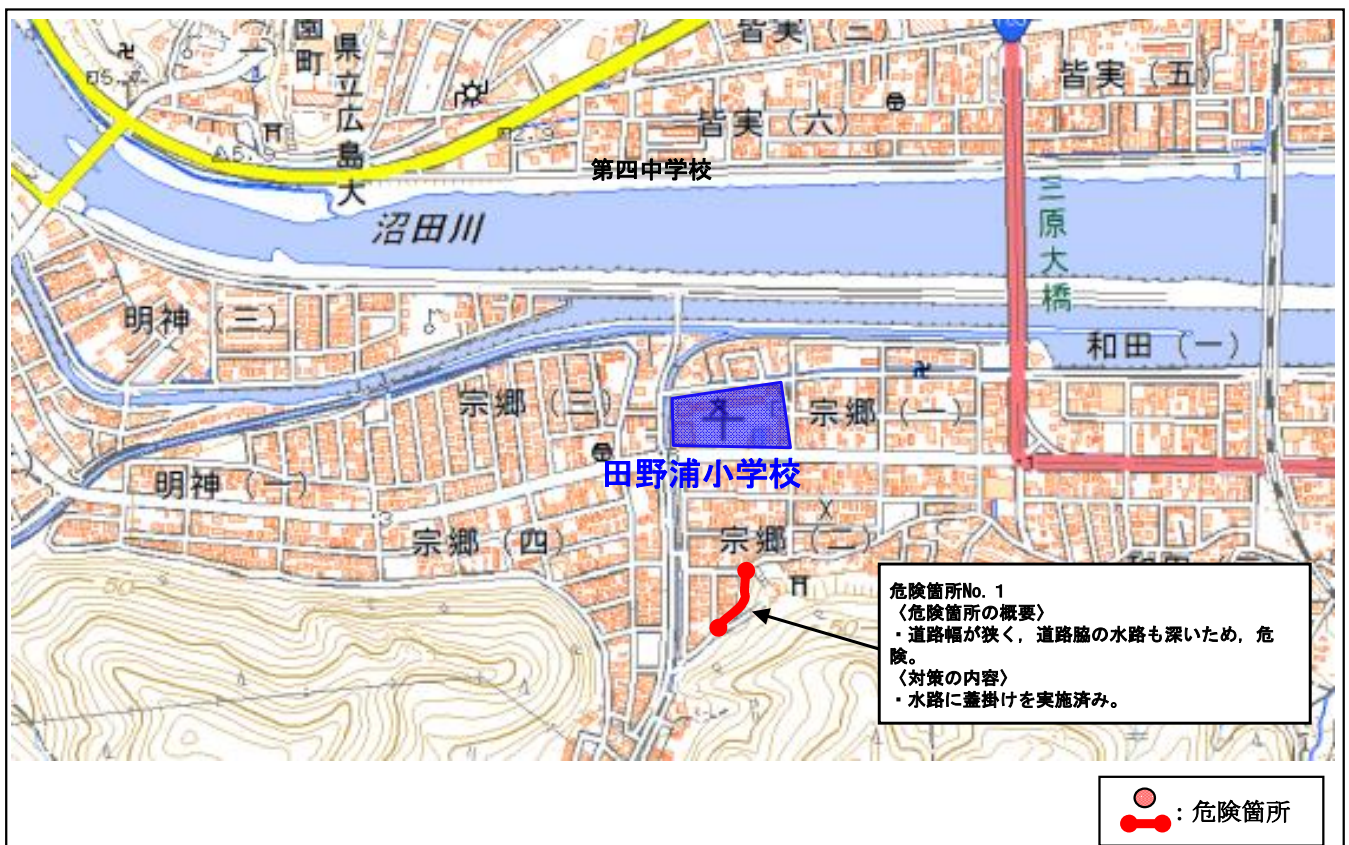 園町
県立広島大
皆実（三）
皆実（五）
皆実（六）
第四中学校
沼田川
三原大橋
明神（三）
和田（一）
宗郷（三）
宗郷（一）
田野浦小学校
明神（一）
宗郷（四）
宗郷（二）
50
危険箇所No. 1
〈危険箇所の概要〉
・道路幅が狭く，道路脇の水路も深いため，危
険。
〈対策の内容〉
・水路に蓋掛けを実施済み。
：危険箇所